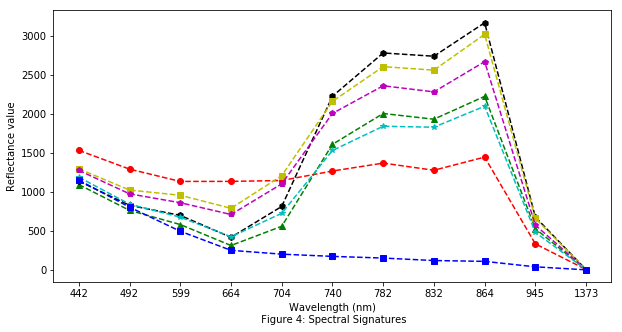 3000
2500
2000
1500
1000
500
0
Reflectance value
442 492 599 664 704 740 782 832 864 945 1373
Wavelength (nm)
Figure 4: Spectral Signatures